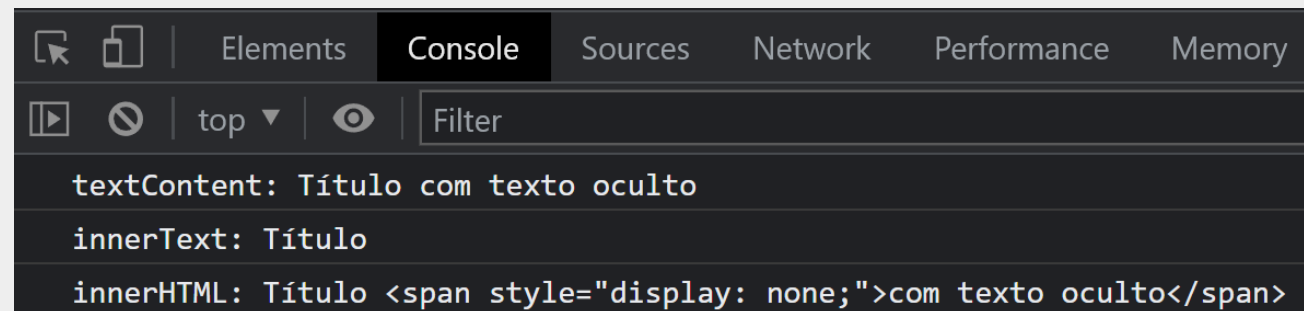 Elements Console Sources Network Performance Memory
top Filter
textContent: Título com texto oculto
innerText: Título
innerHTML: Título <span style="display: none;">com texto oculto</span>